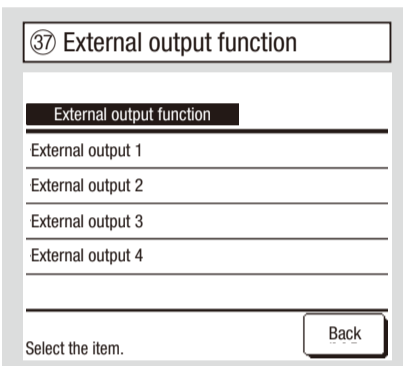 ㊲ External output function
External output function
External output 1
External output 2
External output 3
External output 4
Back
Select the item.